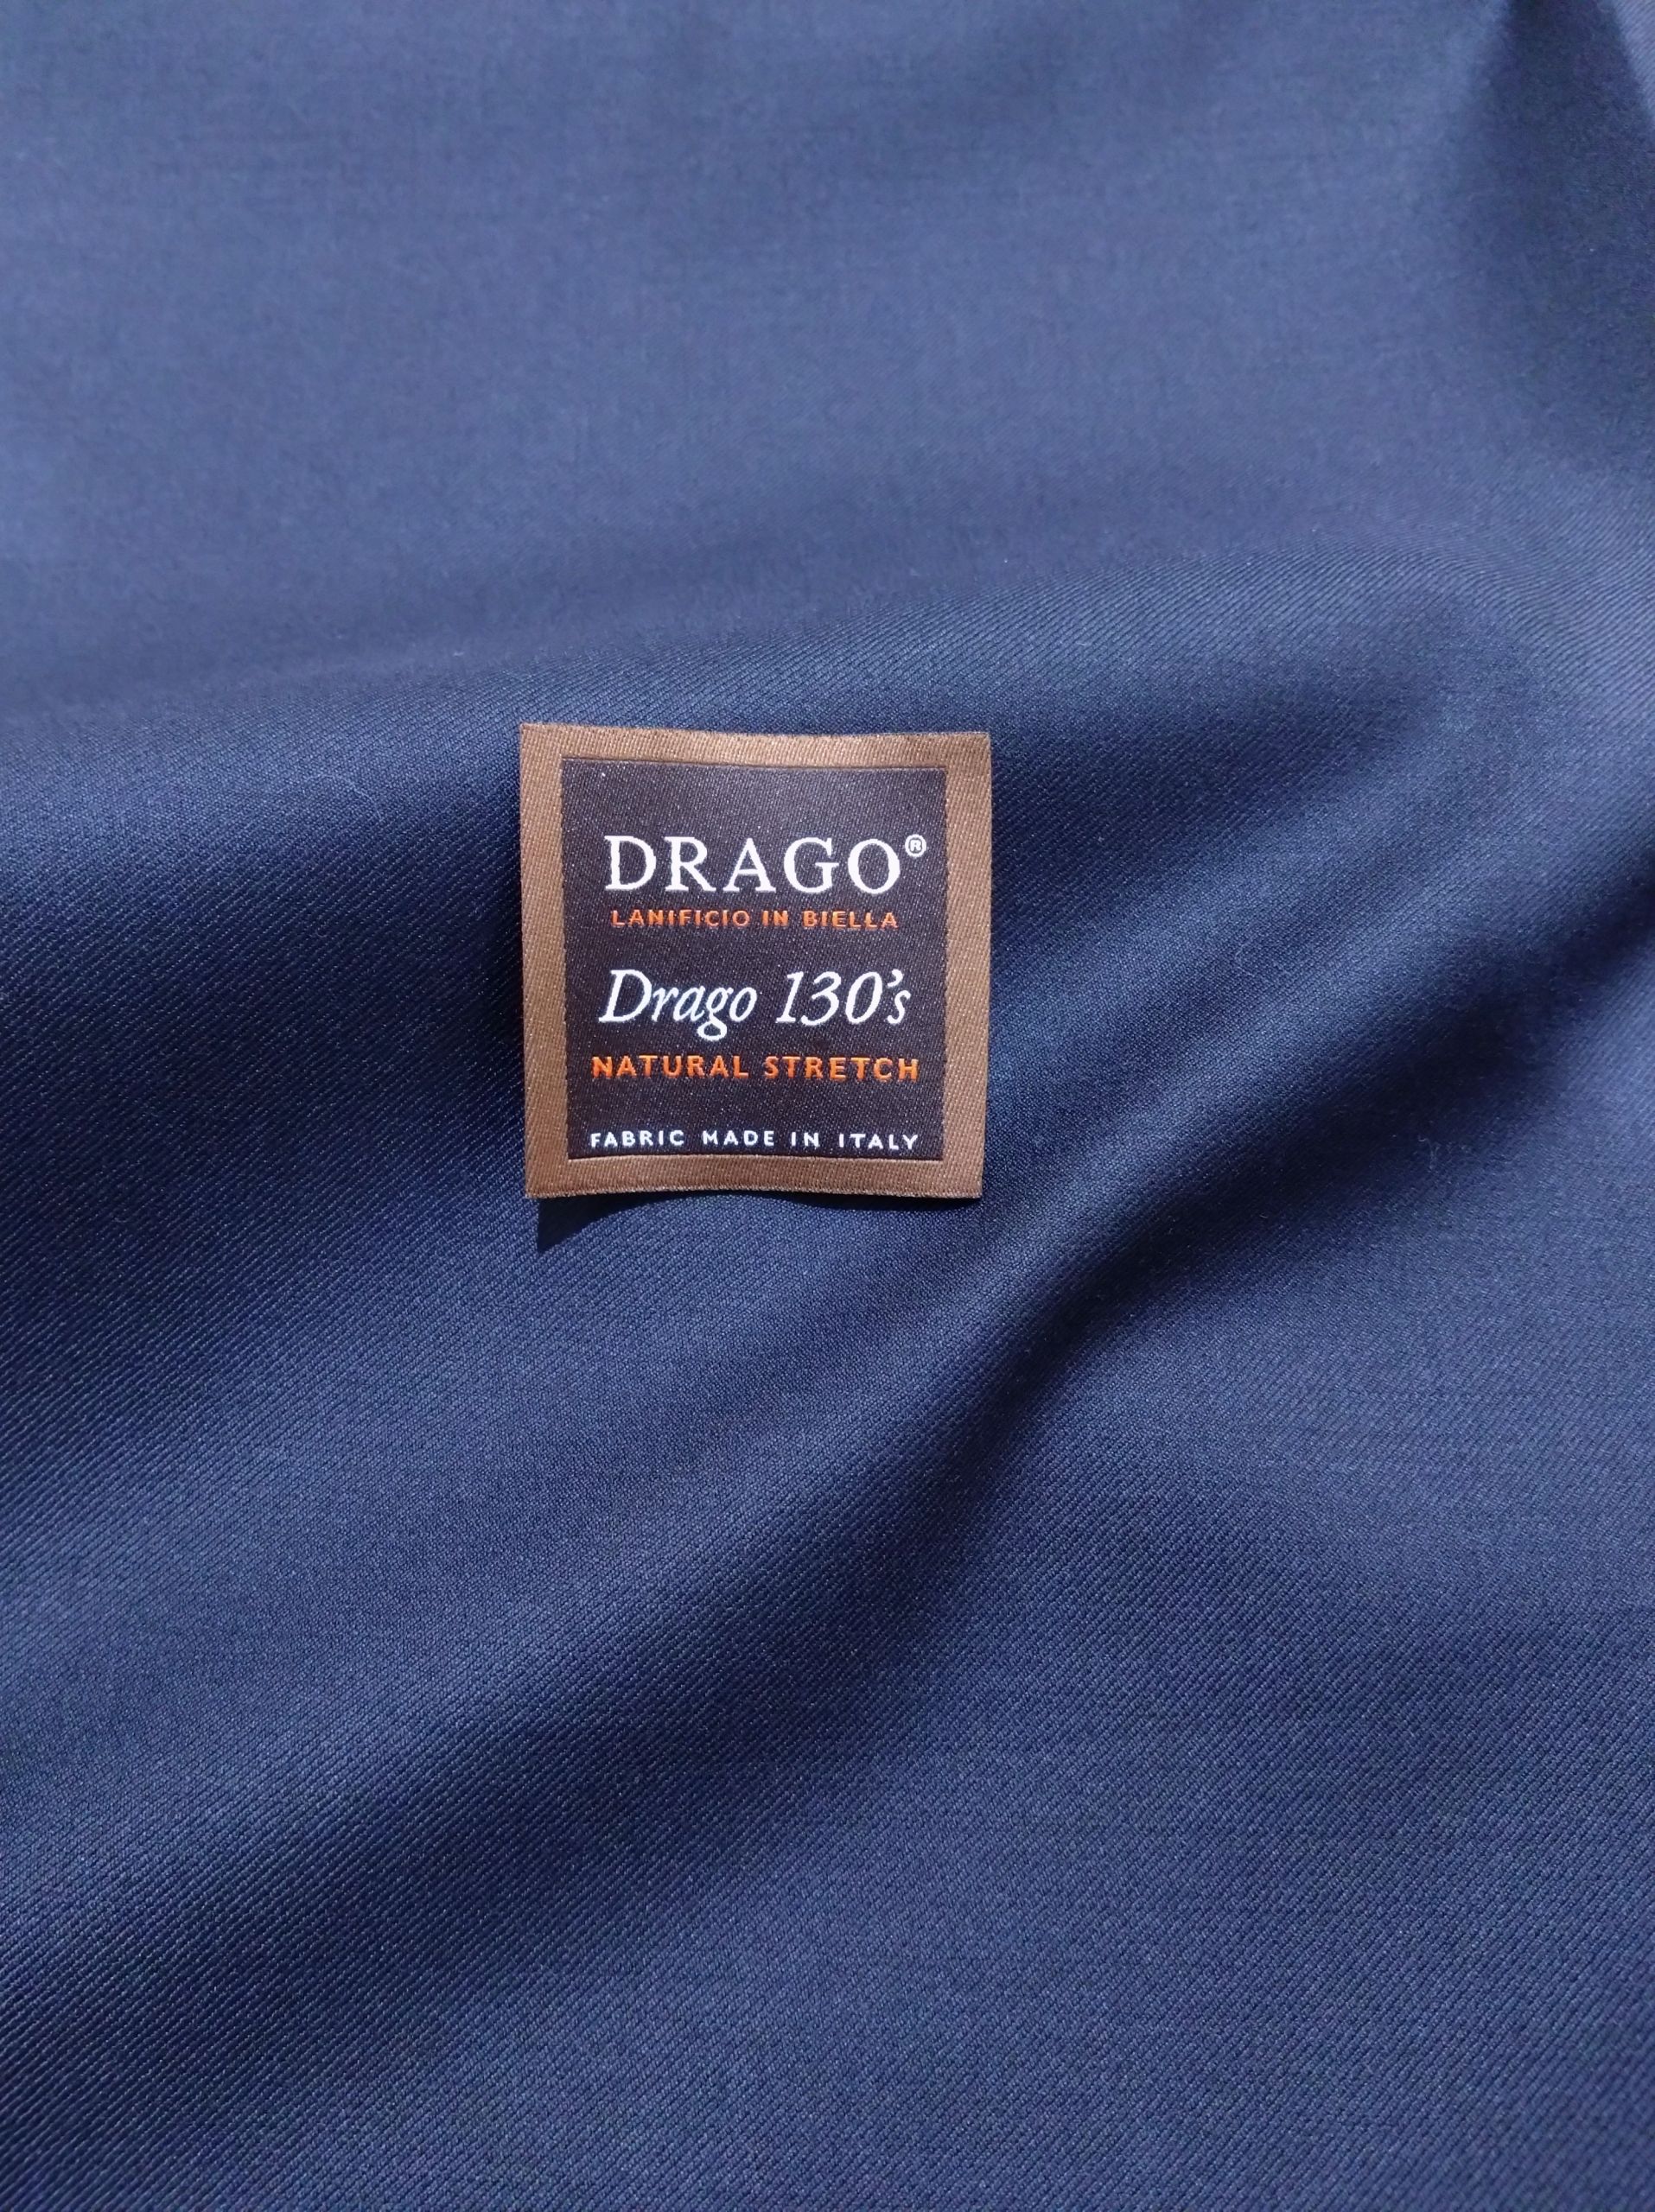 DRAGO®
LANIFICIO IN BIELLA
Drago 130's
NATURAL STRETCH
FABRIC MADE IN ITALY